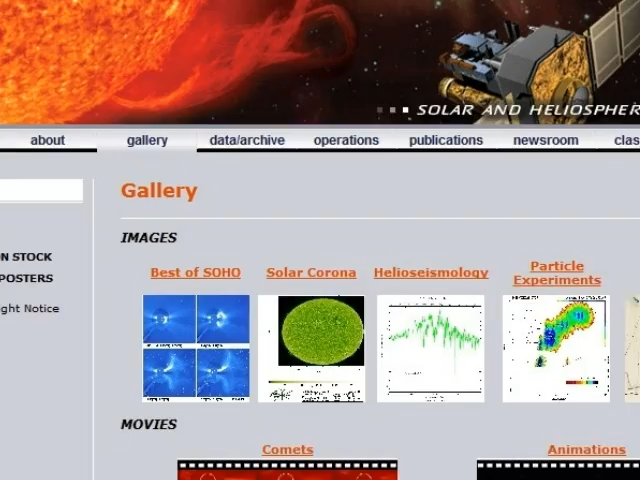 SOLAR AND HELIOSPHER
about gallery data/archive operations publications newsroom clas
Gallery
IMAGES
N STOCK
POSTERS
ght Notice
Best of SOHO Solar Corona Helioseismology Particle Experiments
MOVIES
Comets Animations